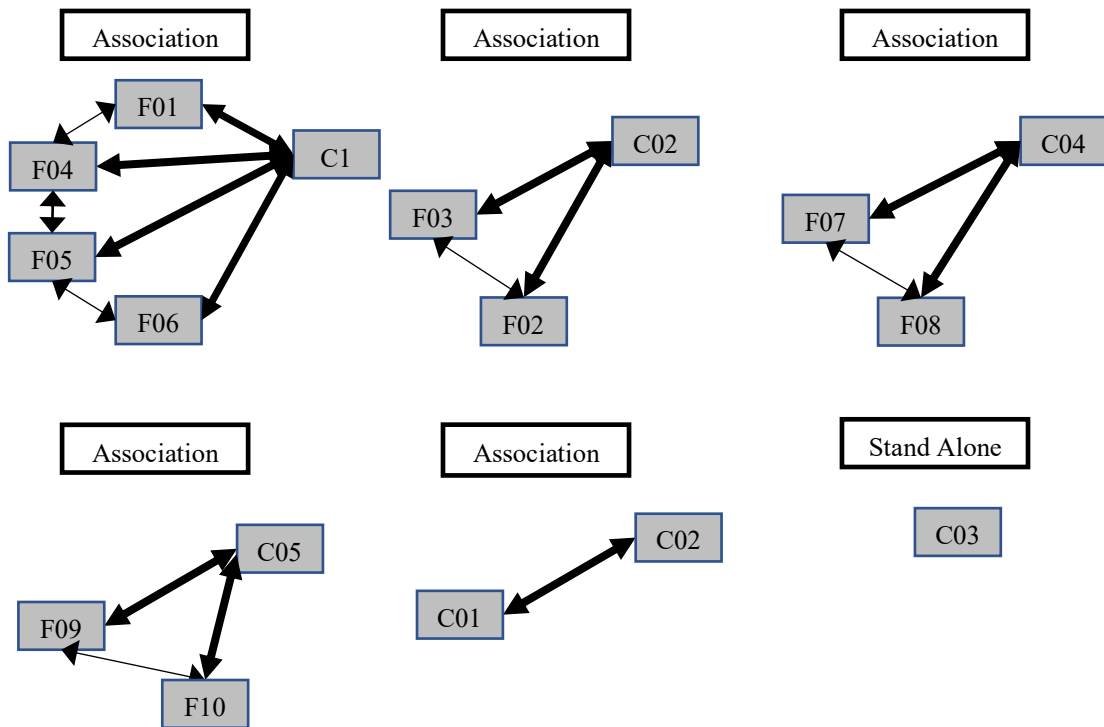 Association
Association
Association
F01
C1
C02
C04
F04
F03
F07
F05
F06
F02
F08
Association
Association
Stand Alone
C05
C02
C03
F09
C01
F10